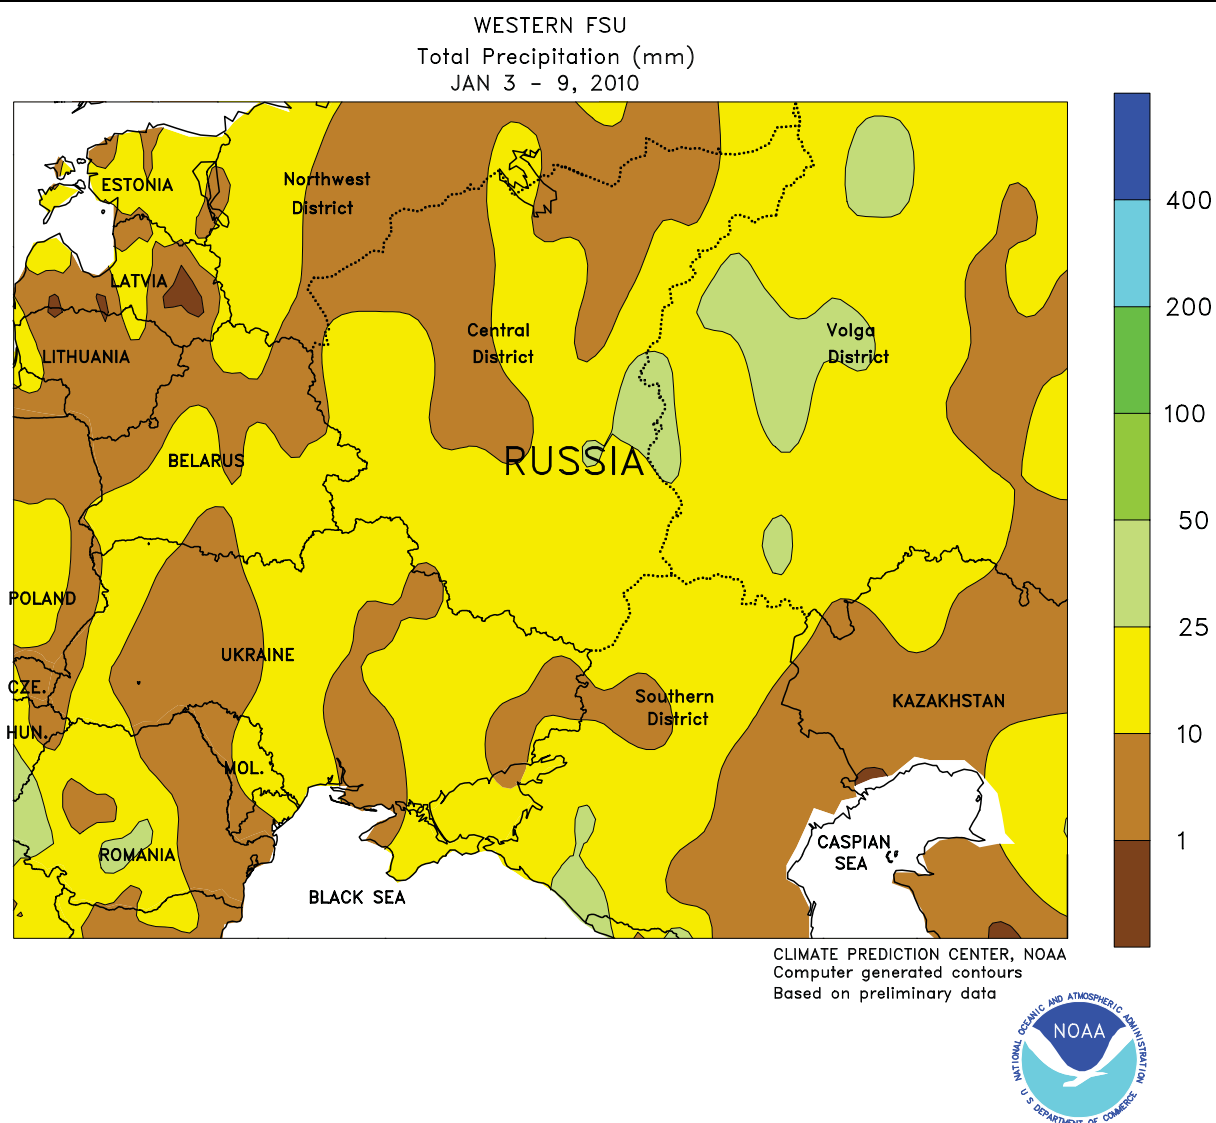 WESTERN FSU
Total Precipitation (mm)
JAN 3 - 9, 2010
ESTONIA
Northwest
District
LATVIA
LITHUANIA
Central
District
Volga
District
BELARUS
RUSSIA
POLAND
UKRAINE
CZE.
HUN.
MOL.
Southern
District
KAZAKHSTAN
ROMANIA
CASPIAN
SEA
BLACK SEA
400
200
100
50
25
10
1
CLIMATE PREDICTION CENTER, NOAA
Computer generated contours
Based on preliminary data
NATIONAL OCEANIC AND ATMOSPHERIC ADMINISTRATION
NOAA
U S DEPARTMENT OF COMMERCE